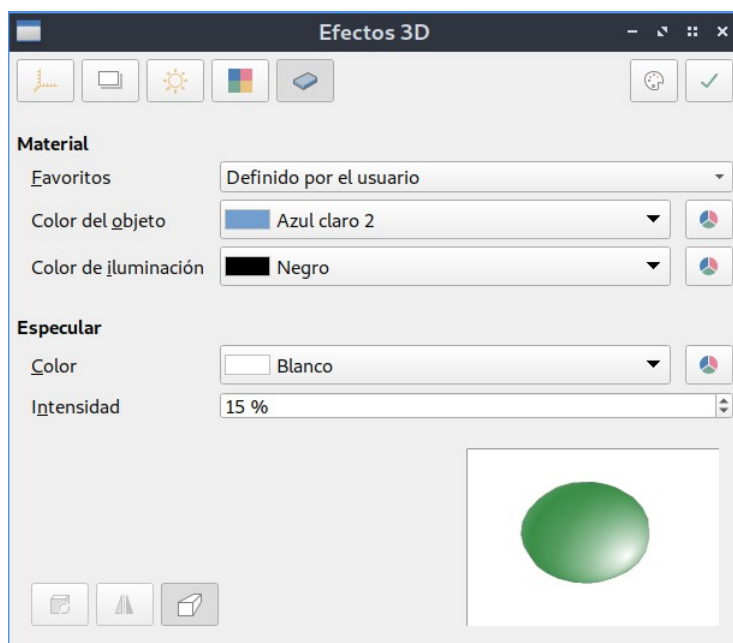 Efectos 3D
Material
Favoritos Definido por el usuario
Color del objeto Azul claro 2
Color de iluminación Negro
Especular
Color Blanco
Intensidad 15 %